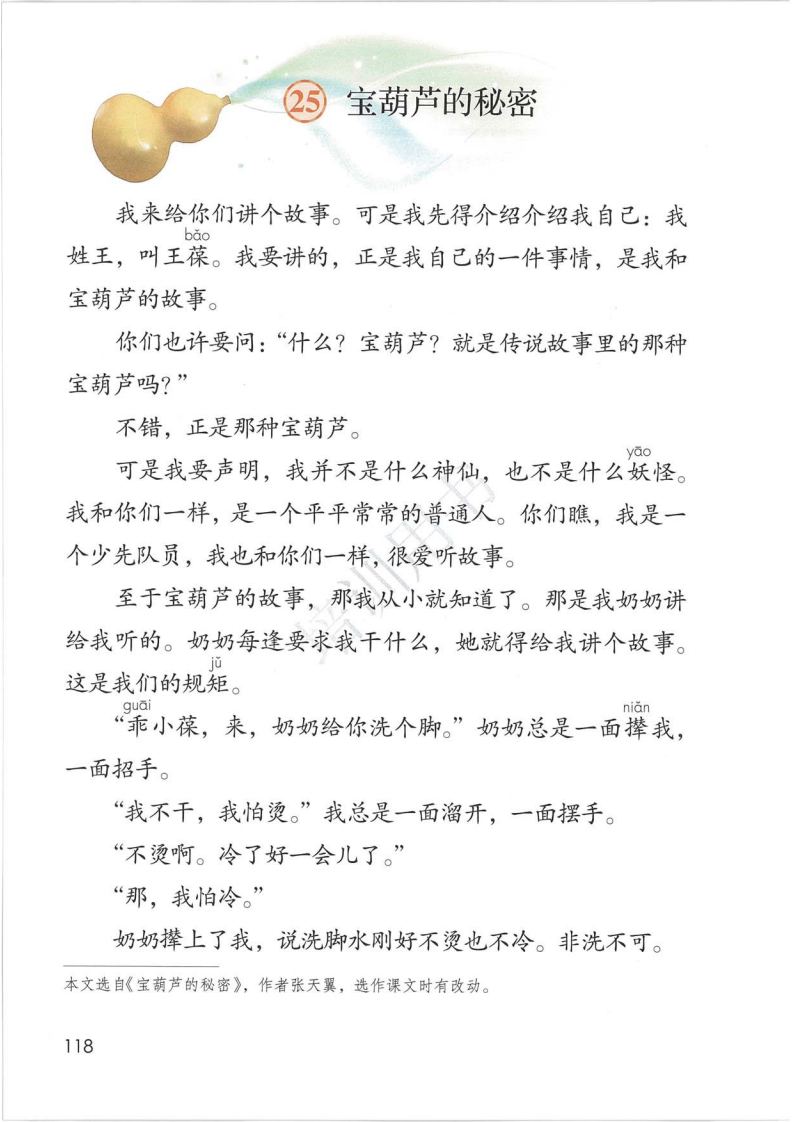 25 宝葫芦的秘密
我来给你们讲个故事。可是我先得介绍介绍我自己：我
bǎo
姓王，叫王葆。我要讲的，正是我自己的一件事情，是我和
宝葫芦的故事。
你们也许要问：“什么？宝葫芦？就是传说故事里的那种
宝葫芦吗？”
不错，正是那种宝葫芦。
yāo
可是我要声明，我并不是什么神仙，也不是什么妖怪。
我和你们一样，是一个平平常常的普通人。你们瞧，我是一
个少先队员，我也和你们一样，很爱听故事。
至于宝葫芦的故事，那我从小就知道了。那是我奶奶讲
给我听的。奶奶每逢要求我干什么，她就得给我讲个故事。
jǔ
这是我们的规矩。
guāi niǎn
“乖小葆，来，奶奶给你洗个脚。”奶奶总是一面撵我，
一面招手。
“我不干，我怕烫。”我总是一面溜开，一面摆手。
“不烫啊。冷了好一会儿了。”
“那，我怕冷。”
奶奶撵上了我，说洗脚水刚好不烫也不冷。非洗不可。
本文选自《宝葫芦的秘密》，作者张天翼，选作课文时有改动。
118
培训用书